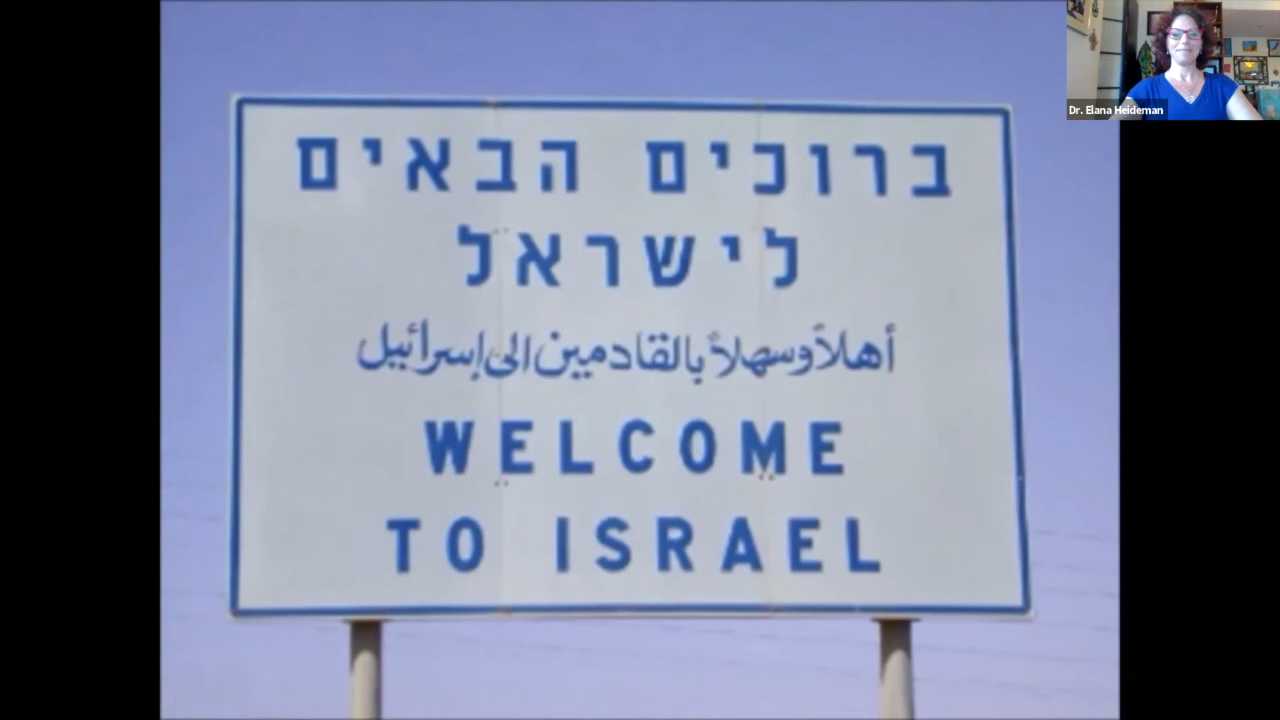 Dr. Elana Heideman
ברוכים הבאים
לישראל
أهلاً وسهلاً بالقادمين الى إسرائيل
WELCOME
TO ISRAEL